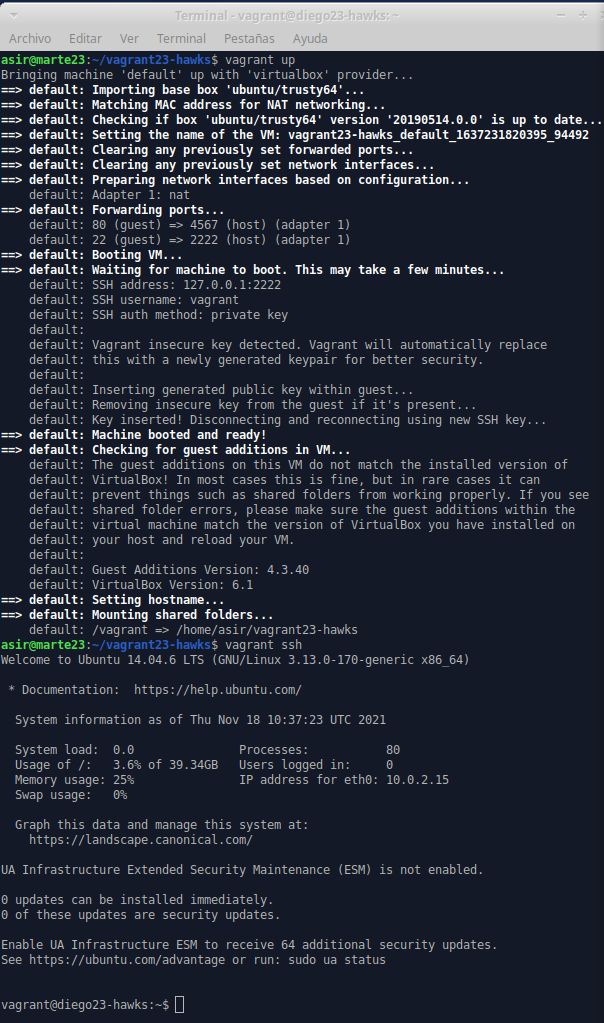 Terminal - vagrant@diego23-hawks: ~
Archivo Editar Ver Terminal Pestañas Ayuda
asir@marte23:~/vagrant23-hawks$ vagrant up
Bringing machine 'default' up with 'virtualbox' provider...
==> default: Importing base box 'ubuntu/trusty64'...
==> default: Matching MAC address for NAT networking...
==> default: Checking if box 'ubuntu/trusty64' version '20190514.0.0' is up to date...
==> default: Setting the name of the VM: vagrant23-hawks_default_1637231820395_94492
==> default: Clearing any previously set forwarded ports...
==> default: Clearing any previously set network interfaces...
==> default: Preparing network interfaces based on configuration...
    default: Adapter 1: nat
==> default: Forwarding ports...
    default: 80 (guest) => 4567 (host) (adapter 1)
    default: 22 (guest) => 2222 (host) (adapter 1)
==> default: Booting VM...
==> default: Waiting for machine to boot. This may take a few minutes...
    default: SSH address: 127.0.0.1:2222
    default: SSH username: vagrant
    default: SSH auth method: private key
    default:
    default: Vagrant insecure key detected. Vagrant will automatically replace
    default: this with a newly generated keypair for better security.
    default:
    default: Inserting generated public key within guest...
    default: Removing insecure key from the guest if it's present...
    default: Key inserted! Disconnecting and reconnecting using new SSH key...
==> default: Machine booted and ready!
==> default: Checking for guest additions in VM...
    default: The guest additions on this VM do not match the installed version of
    default: VirtualBox! In most cases this is fine, but in rare cases it can
    default: prevent things such as shared folders from working properly. If you see
    default: shared folder errors, please make sure the guest additions within the
    default: virtual machine match the version of VirtualBox you have installed on
    default: your host and reload your VM.
    default:
    default: Guest Additions Version: 4.3.40
    default: VirtualBox Version: 6.1
==> default: Setting hostname...
==> default: Mounting shared folders...
    default: /vagrant => /home/asir/vagrant23-hawks
asir@marte23:~/vagrant23-hawks$ vagrant ssh
Welcome to Ubuntu 14.04.6 LTS (GNU/Linux 3.13.0-170-generic x86_64)
 * Documentation:  https://help.ubuntu.com/
  System information as of Thu Nov 18 10:37:23 UTC 2021
  System load:  0.0               Processes:           80
  Usage of /:   3.6% of 39.34GB   Users logged in:     0
  Memory usage: 25%               IP address for eth0: 10.0.2.15
  Swap usage:   0%
  Graph this data and manage this system at:
    https://landscape.canonical.com/
UA Infrastructure Extended Security Maintenance (ESM) is not enabled.
0 updates can be installed immediately.
0 of these updates are security updates.
Enable UA Infrastructure ESM to receive 64 additional security updates.
See https://ubuntu.com/advantage or run: sudo ua status
vagrant@diego23-hawks:~$